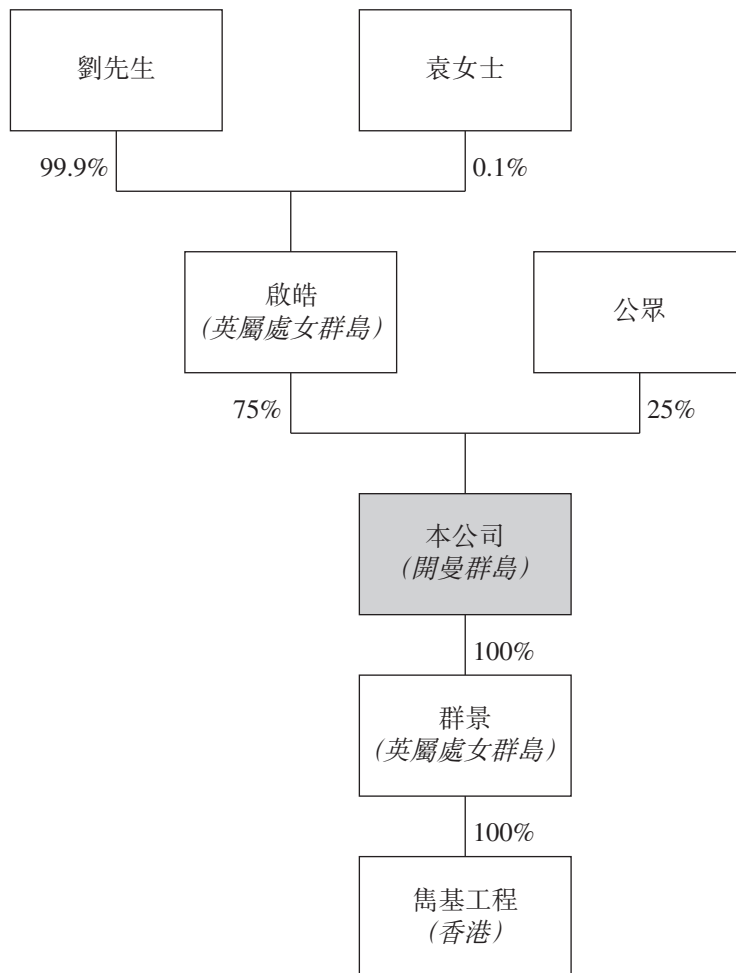 劉先生
袁女士
99.9%
0.1%
啟皓
(英屬處女群島)
公眾
75%
25%
本公司
(開曼群島)
100%
群景
(英屬處女群島)
100%
雋基工程
(香港)